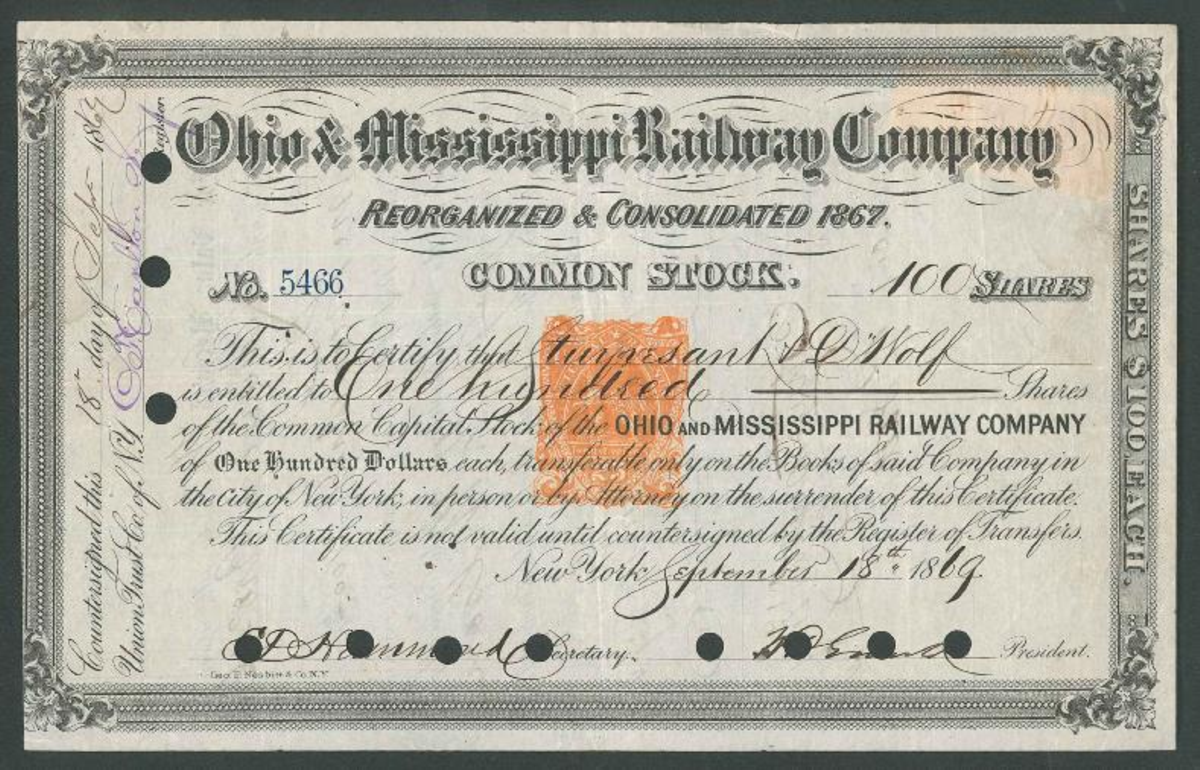 Ohio & Mississippi Railway Company
REORGANIZED & CONSOLIDATED 1867.
COMMON STOCK.
No. 5466
100 SHARES
This is to Certify that Stuyvesant & D'Wolf
is entitled to One hundred Shares
of the Common Capital Stock of the OHIO AND MISSISSIPPI RAILWAY COMPANY
of One Hundred Dollars each, transferable only on the Books of said Company in
the City of New York, in person or by Attorney on the surrender of this Certificate.
This Certificate is not valid until countersigned by the Register of Transfers.
New York September 18th 1869
Secretary.
President.
Geo. F. Nesbitt & Co. N.Y.
Countersigned this 18th day of Sept 1869
Union Trust Co. of N.Y.
Register.
SHARES $100 EACH.